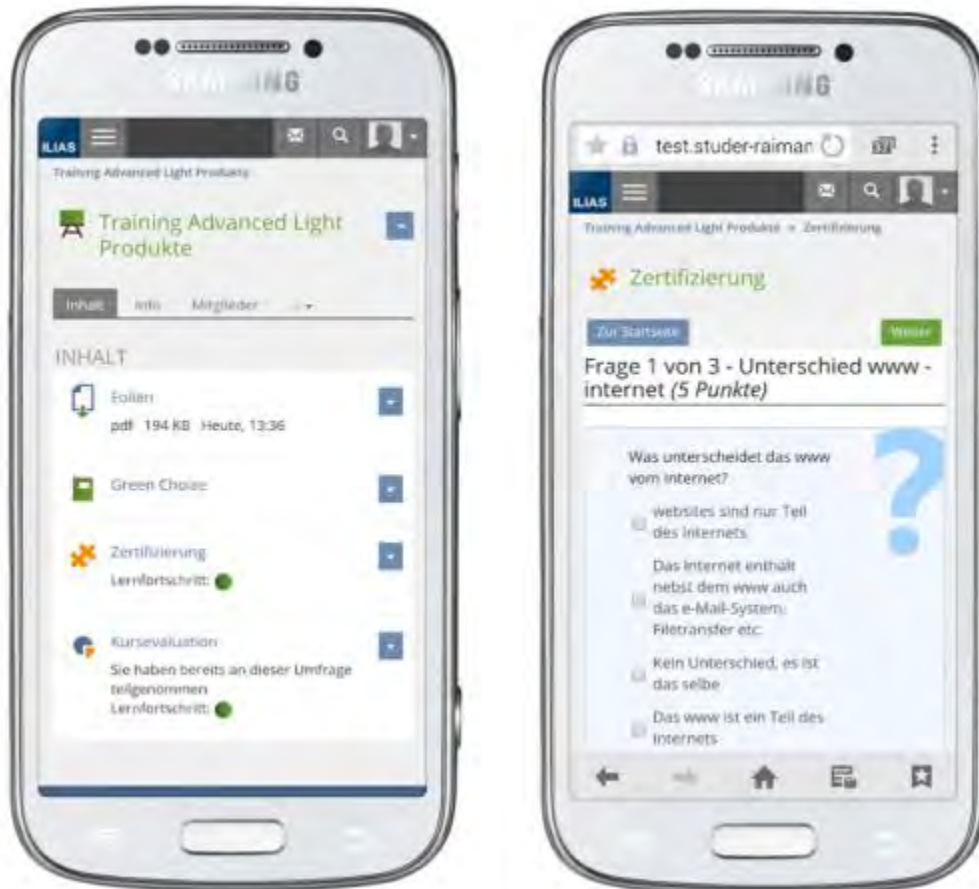 SAMSUNG
ILIAS
Training Advanced Light Produkte
Training Advanced Light
Produkte
Inhalt Info Mitglieder
INHALT
Folien
pdf 194 KB Heute, 13:36
Green Choize
Zertifizierung
Lernfortschritt:
Kursevaluation
Sie haben bereits an dieser Umfrage
teilgenommen
Lernfortschritt:
SAMSUNG
test.studer-raiman
ILIAS
Training Advanced Light Produkte » Zertifizierung
Zertifizierung
Zur Startseite Weiter
Frage 1 von 3 - Unterschied www -
internet (5 Punkte)
Was unterscheidet das www
vom internet?
?
websites sind nur Teil
des Internets
Das Internet enthält
nebst dem www auch
das e-Mail-System,
Filetransfer etc.
Kein Unterschied, es ist
das selbe
Das www ist ein Teil des
Internets